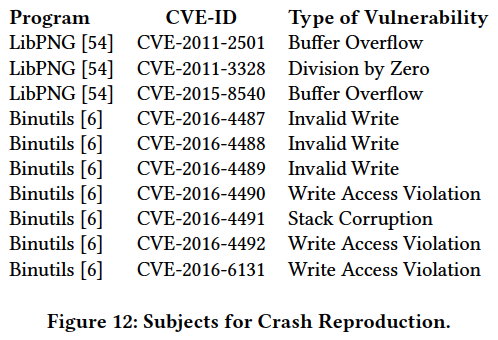 Program CVE-ID Type of Vulnerability
LibPNG [54] CVE-2011-2501 Buffer Overflow
LibPNG [54] CVE-2011-3328 Division by Zero
LibPNG [54] CVE-2015-8540 Buffer Overflow
Binutils [6] CVE-2016-4487 Invalid Write
Binutils [6] CVE-2016-4488 Invalid Write
Binutils [6] CVE-2016-4489 Invalid Write
Binutils [6] CVE-2016-4490 Write Access Violation
Binutils [6] CVE-2016-4491 Stack Corruption
Binutils [6] CVE-2016-4492 Write Access Violation
Binutils [6] CVE-2016-6131 Write Access Violation
Figure 12: Subjects for Crash Reproduction.